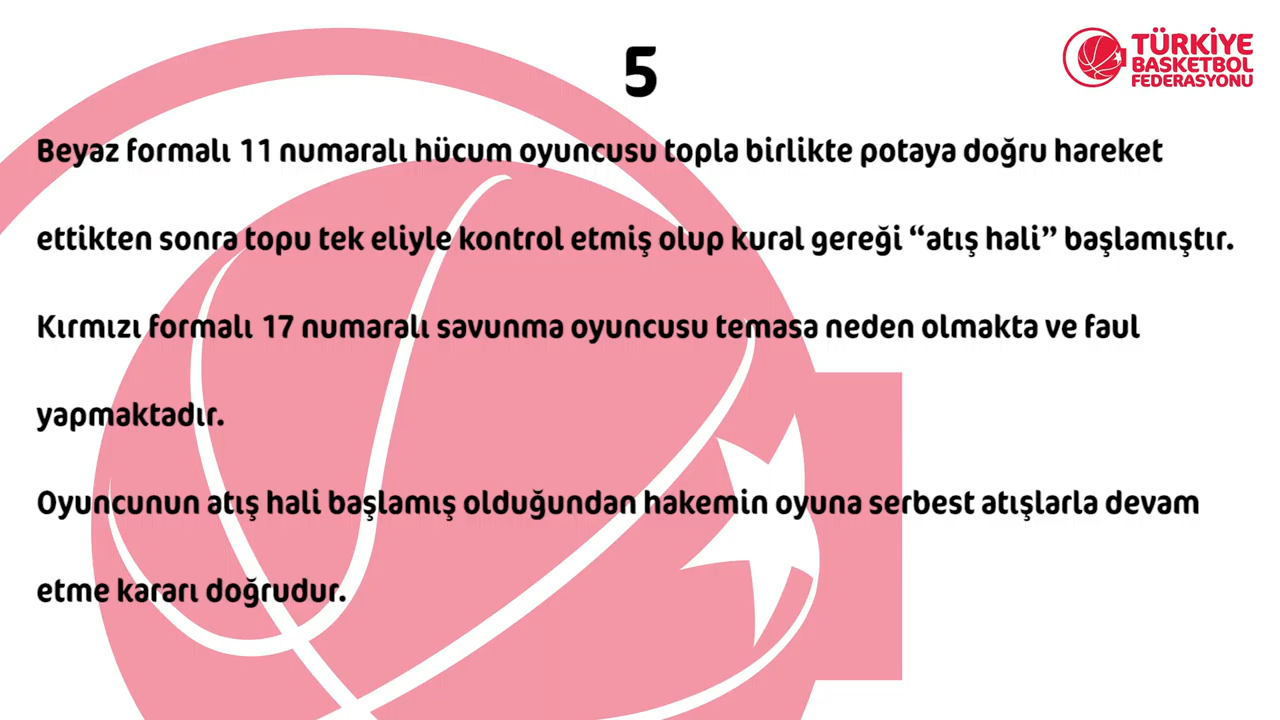 5
TÜRKİYE
BASKETBOL
FEDERASYONU
Beyaz formalı 11 numaralı hücum oyuncusu topla birlikte potaya doğru hareket
ettikten sonra topu tek eliyle kontrol etmiş olup kural gereği “atış hali” başlamıştır.
Kırmızı formalı 17 numaralı savunma oyuncusu temasa neden olmakta ve faul
yapmaktadır.
Oyuncunun atış hali başlamış olduğundan hakemin oyuna serbest atışlarla devam
etme kararı doğrudur.